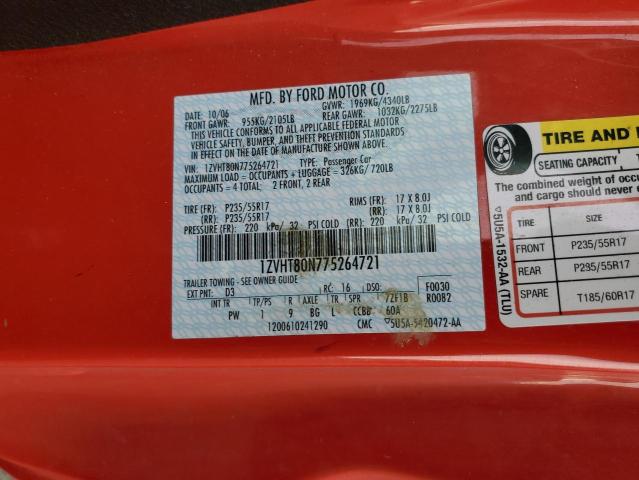 MFD. BY FORD MOTOR CO.
DATE: 10/06 GVWR: 1969KG/4340LB
FRONT GAWR: 955KG/2105LB REAR GAWR: 1032KG/2275LB
THIS VEHICLE CONFORMS TO ALL APPLICABLE FEDERAL MOTOR
VEHICLE SAFETY, BUMPER, AND THEFT PREVENTION STANDARDS
IN EFFECT ON THE DATE OF MANUFACTURE SHOWN ABOVE.
VIN: 1ZVHT80N775264721 TYPE: Passenger Car
MAXIMUM LOAD = OCCUPANTS + LUGGAGE = 326KG/ 720LB
OCCUPANTS = 4 TOTAL: 2 FRONT, 2 REAR
TIRE (FR): P235/55R17 RIMS (FR): 17 X 8.0J
(RR): P235/55R17 (RR): 17 X 8.0J
PRESSURE (FR): 220 kPa/ 32 PSI COLD (RR): 220 kPa/ 32 PSI COLD
1ZVHT80N775264721
TRAILER TOWING - SEE OWNER GUIDE
EXT PNT: D3 RC: 16 DSO: F0030
INT TR TP/PS R AXLE TR SPR 7ZF1B R0082
PW 1 9 BG L CCBB 60A
1200610241290 CMC ▽5U5A-5420472-AA
▽5U5A-1532-AA (TLU)
TIRE AND
SEATING CAPACITY
The combined weight of occu
and cargo should never
TIRE SIZE
FRONT P235/55R17
REAR P235/55R17
SPARE T185/60R17